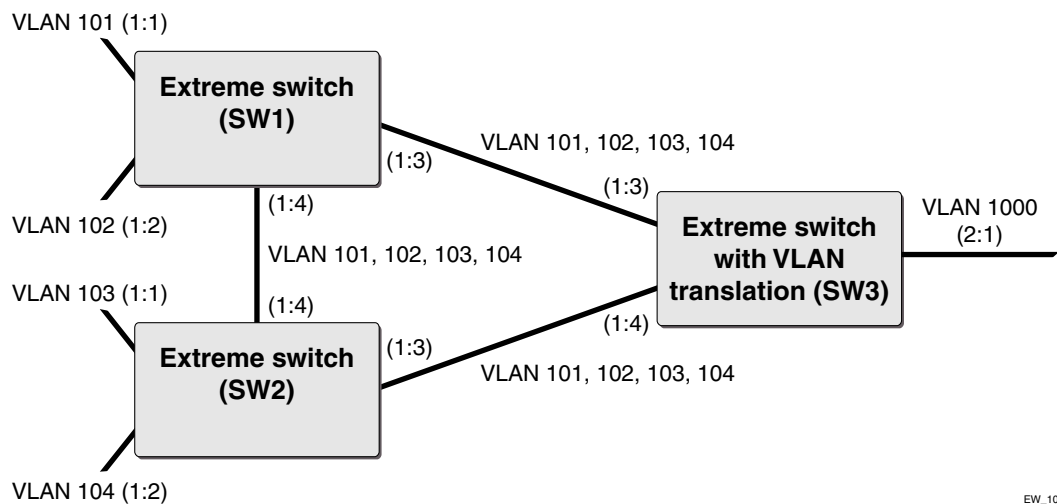 VLAN 101 (1:1)
Extreme switch
(SW1)
VLAN 101, 102, 103, 104
(1:3)
(1:3)
VLAN 102 (1:2)
(1:4)
VLAN 1000
(2:1)
Extreme switch
with VLAN
translation (SW3)
VLAN 101, 102, 103, 104
VLAN 103 (1:1)
(1:4)
(1:4)
Extreme switch
(SW2)
(1:3)
VLAN 101, 102, 103, 104
VLAN 104 (1:2)
EW_10